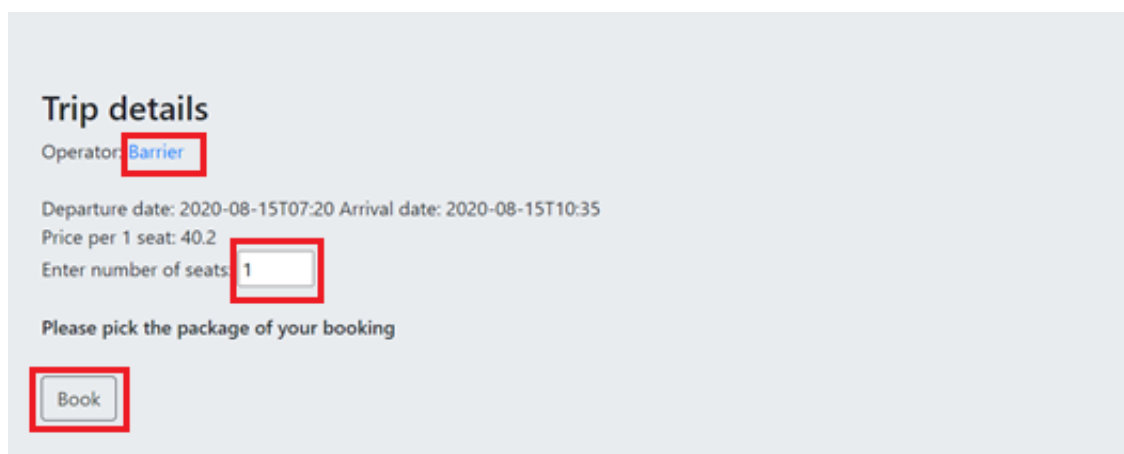 Trip details
Operator: Barrier
Departure date: 2020-08-15T07:20 Arrival date: 2020-08-15T10:35
Price per 1 seat: 40.2
Enter number of seats: 1
Please pick the package of your booking
Book